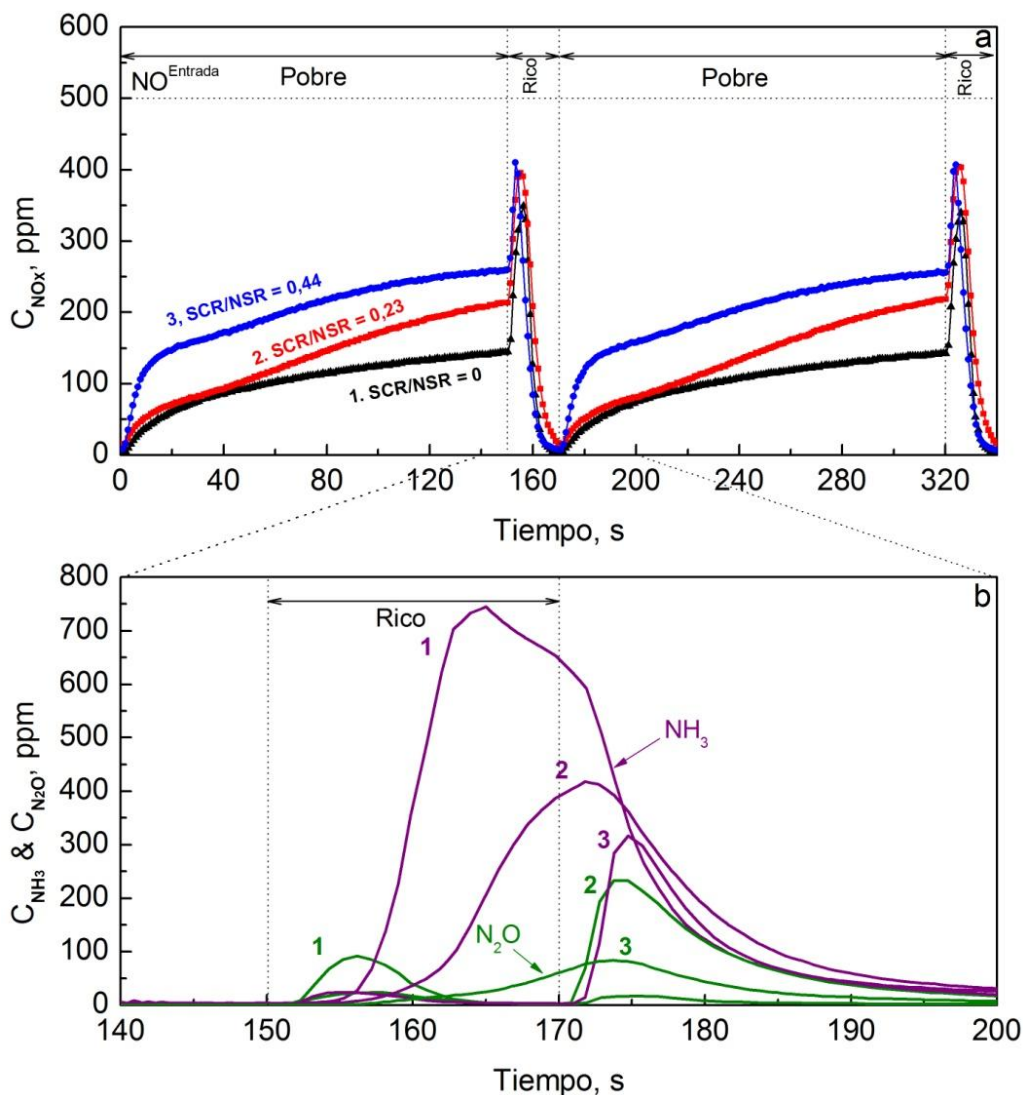 600
500
400
300
200
100
0
C_NOx, ppm
a
NO^Entrada
Pobre
Rico
Pobre
Rico
3, SCR/NSR = 0,44
2. SCR/NSR = 0,23
1. SCR/NSR = 0
0 40 80 120 160 200 240 280 320
Tiempo, s
800
700
600
500
400
300
200
100
0
C_NH3 & C_N2O, ppm
b
Rico
1
NH3
2
3
2
1
N2O
3
140 150 160 170 180 190 200
Tiempo, s